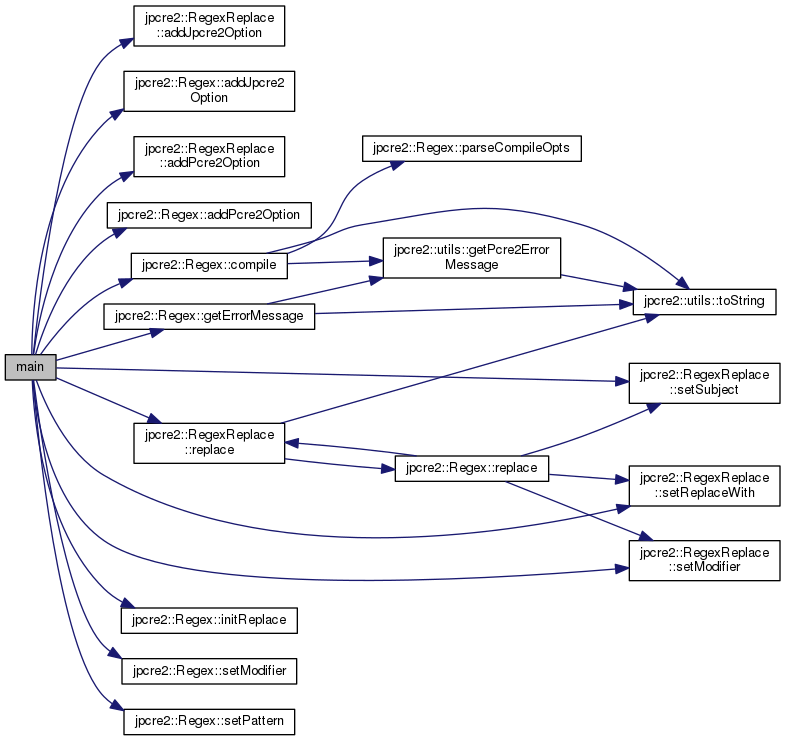 jpcre2::RegexReplace
::addJpcre2Option
jpcre2::Regex::addJpcre2
Option
jpcre2::RegexReplace
::addPcre2Option
jpcre2::Regex::parseCompileOpts
jpcre2::Regex::addPcre2Option
jpcre2::Regex::compile
jpcre2::utils::getPcre2Error
Message
jpcre2::Regex::getErrorMessage
jpcre2::utils::toString
main
jpcre2::RegexReplace
::setSubject
jpcre2::RegexReplace
::replace
jpcre2::Regex::replace
jpcre2::RegexReplace
::setReplaceWith
jpcre2::RegexReplace
::setModifier
jpcre2::Regex::initReplace
jpcre2::Regex::setModifier
jpcre2::Regex::setPattern